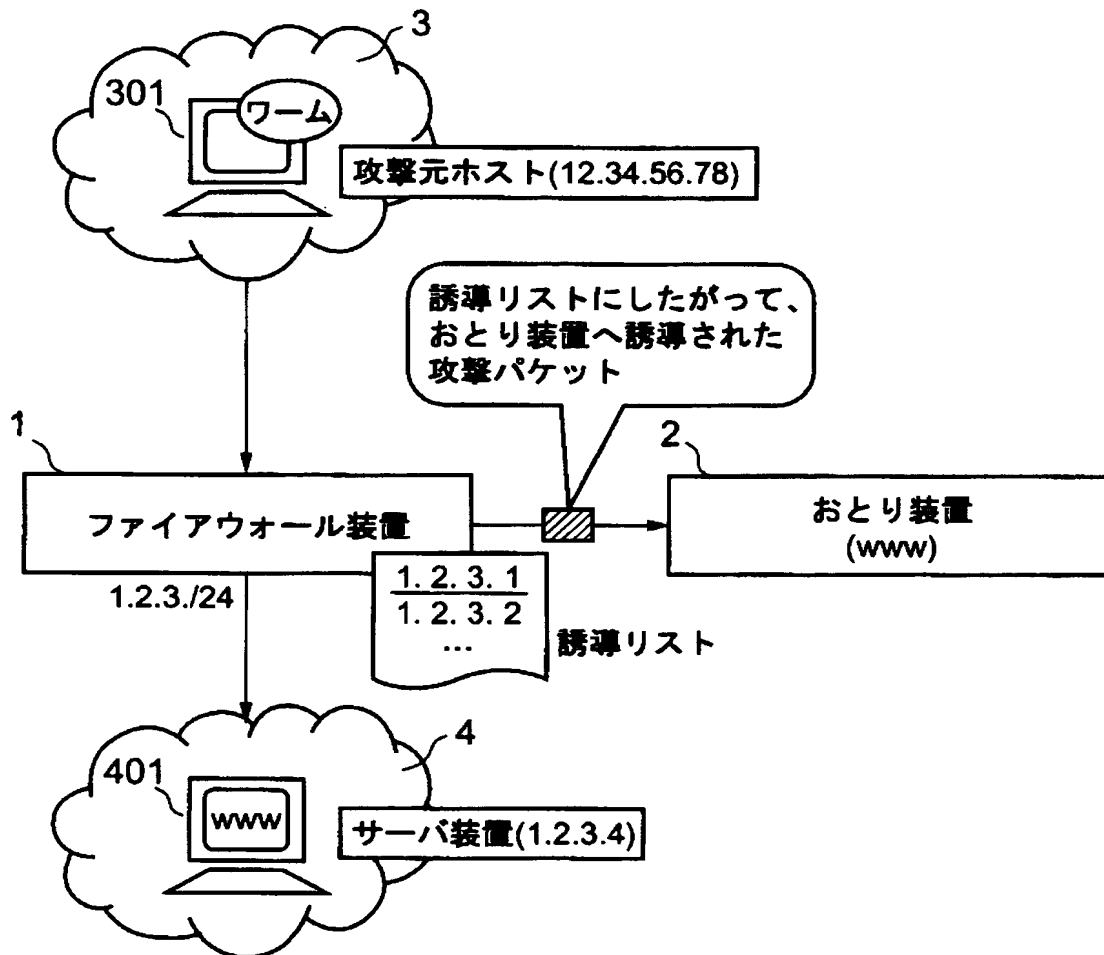 3
301
ワーム
攻撃元ホスト(12.34.56.78)
誘導リストにしたがって、
おとり装置へ誘導された
攻撃パケット
1
2
ファイアウォール装置
おとり装置
(www)
1.2.3./24
1. 2. 3. 1
1. 2. 3. 2
...
誘導リスト
4
401
www
サーバ装置(1.2.3.4)